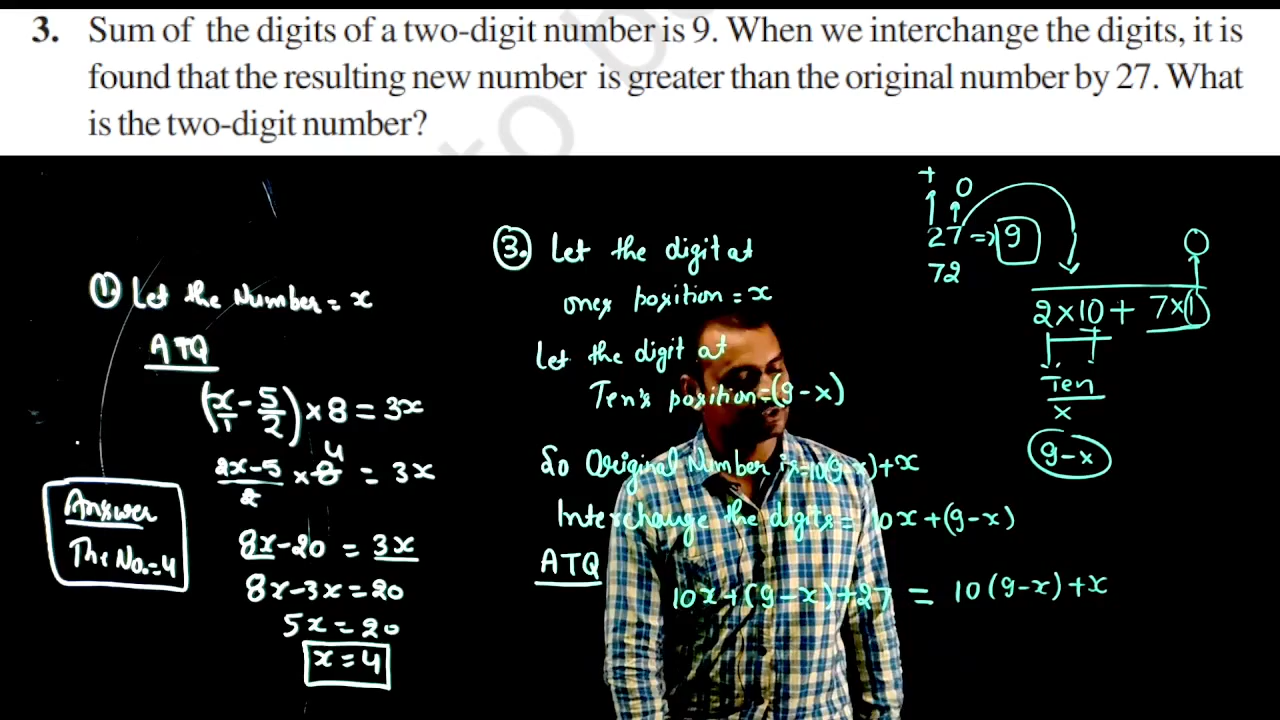 3. Sum of the digits of a two-digit number is 9. When we interchange the digits, it is
found that the resulting new number is greater than the original number by 27. What
is the two-digit number?
① Let the Number = x
ATQ
(x/1 - 5/2) × 8 = 3x
(2x-5)/2 × 8 4 = 3x
8x-20 = 3x
8x-3x=20
5x = 20
x = 4
Answer
The No.=4
③. Let the digit at
ones position = x
Let the digit at
Ten's position=(9-x)
So Original Number is=10(9-x)+x
Interchange the digits= 10x+(9-x)
ATQ
10x+(9-x)+27 = 10(9-x)+x
T O
27 => 9
72
O
2×10+ 7×1
Ten
x
9-x